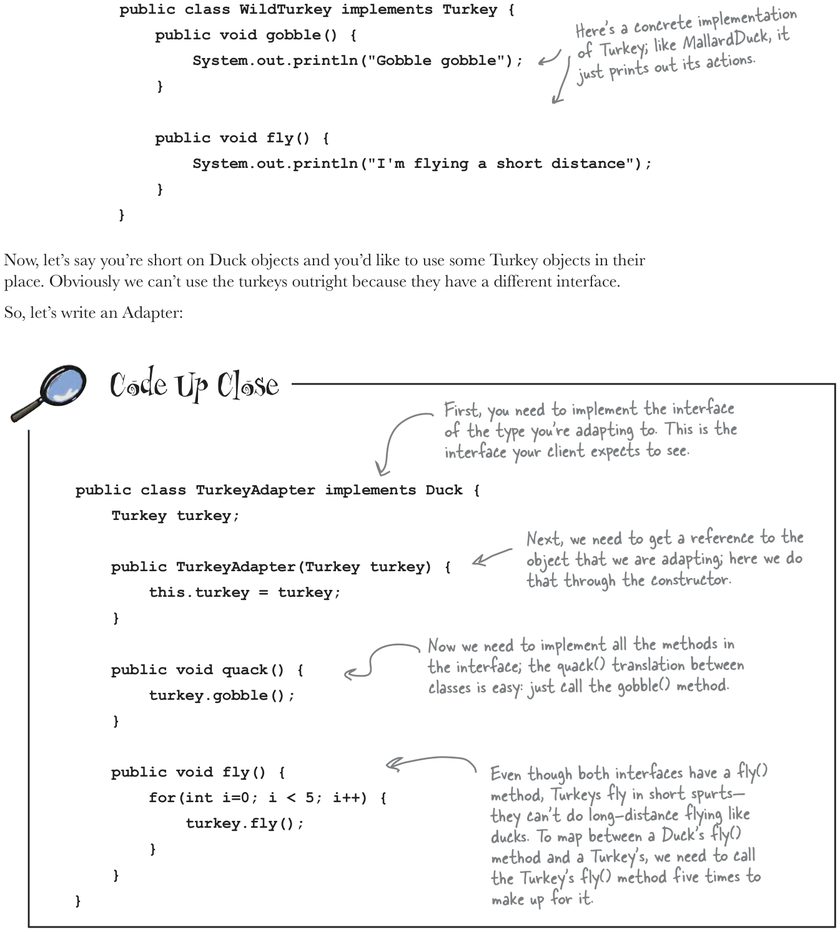 public class WildTurkey implements Turkey {
public void gobble() {
System.out.println("Gobble gobble");
}
Here's a concrete implementation
of Turkey; like MallardDuck, it
just prints out its actions.
public void fly() {
System.out.println("I'm flying a short distance");
}
}
Now, let's say you're short on Duck objects and you'd like to use some Turkey objects in their
place. Obviously we can't use the turkeys outright because they have a different interface.
So, let's write an Adapter:
Code Up Close
First, you need to implement the interface
of the type you're adapting to. This is the
interface your client expects to see.
public class TurkeyAdapter implements Duck {
Turkey turkey;
public TurkeyAdapter(Turkey turkey) {
this.turkey = turkey;
}
Next, we need to get a reference to the
object that we are adapting; here we do
that through the constructor.
public void quack() {
turkey.gobble();
}
Now we need to implement all the methods in
the interface; the quack() translation between
classes is easy: just call the gobble() method.
public void fly() {
for(int i=0; i < 5; i++) {
turkey.fly();
}
}
}
Even though both interfaces have a fly()
method, Turkeys fly in short spurts—
they can't do long-distance flying like
ducks. To map between a Duck's fly()
method and a Turkey's, we need to call
the Turkey's fly() method five times to
make up for it.